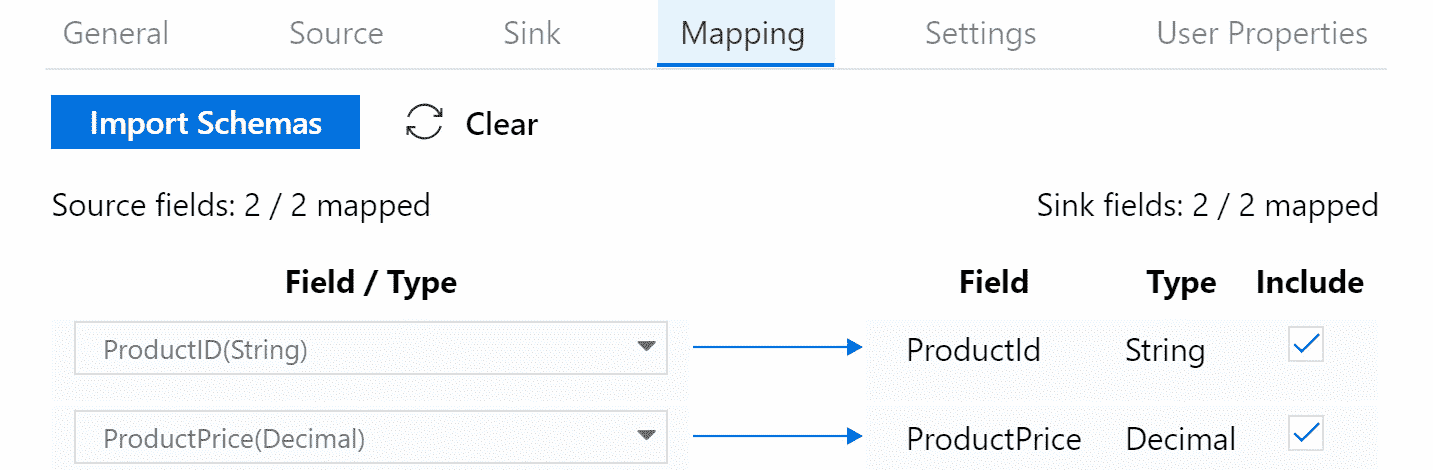 General Source Sink Mapping Settings User Properties
Import Schemas Clear
Source fields: 2 / 2 mapped Sink fields: 2 / 2 mapped
Field / Type Field Type Include
ProductID(String) ProductId String
ProductPrice(Decimal) ProductPrice Decimal